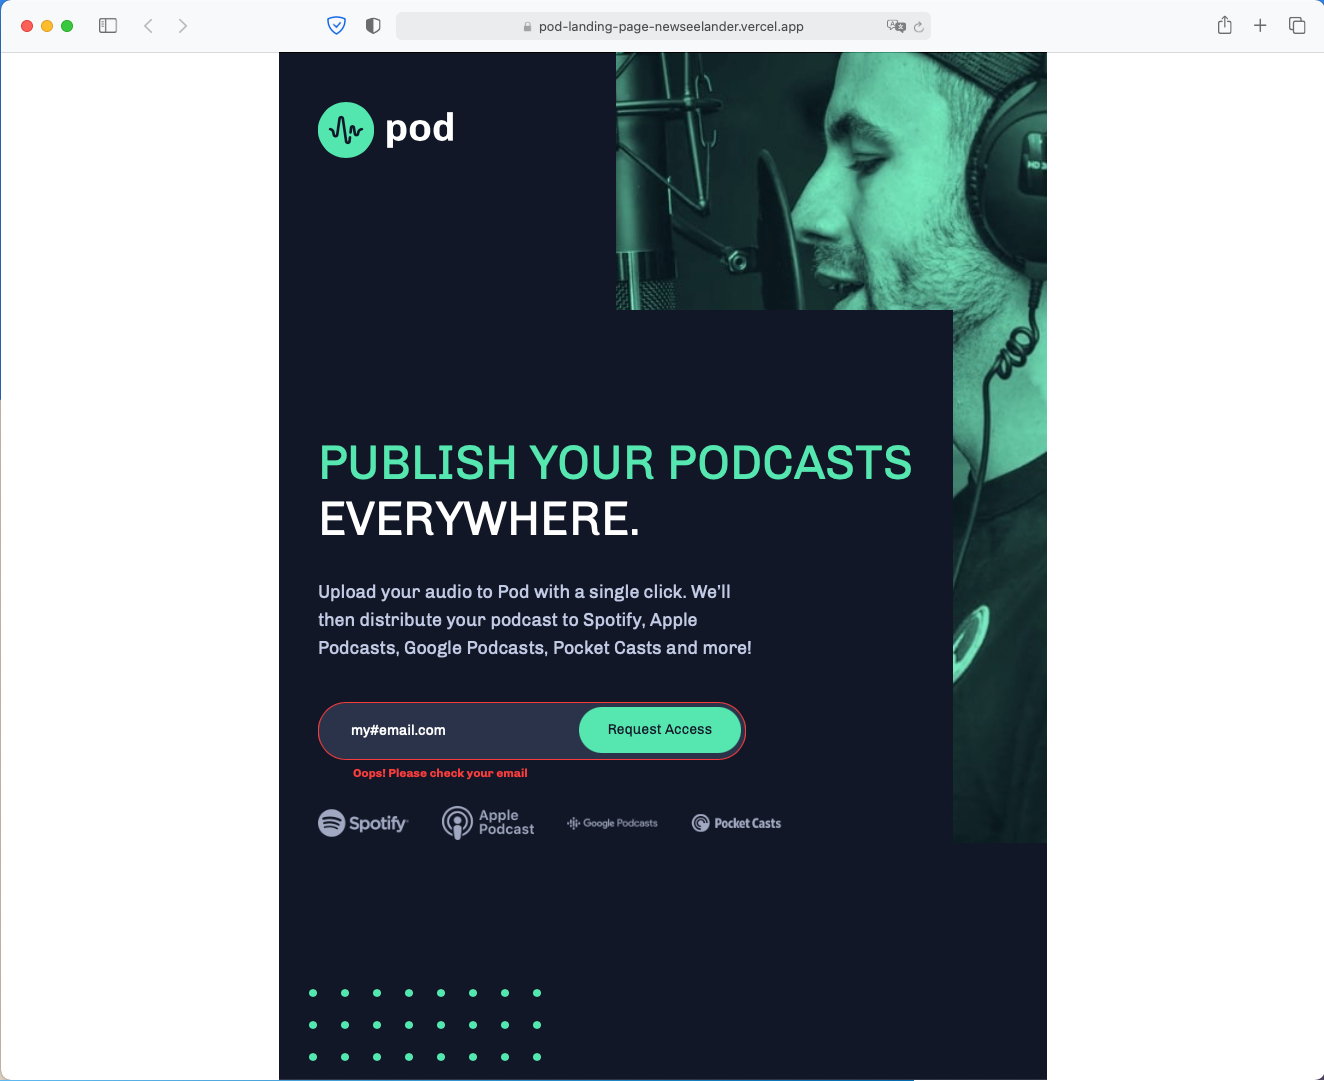 pod-landing-page-newseelander.vercel.app
pod
PUBLISH YOUR PODCASTS
EVERYWHERE.
Upload your audio to Pod with a single click. We'll
then distribute your podcast to Spotify, Apple
Podcasts, Google Podcasts, Pocket Casts and more!
my#email.com
Request Access
Oops! Please check your email
Spotify
Apple
Podcast
Google Podcasts
Pocket Casts